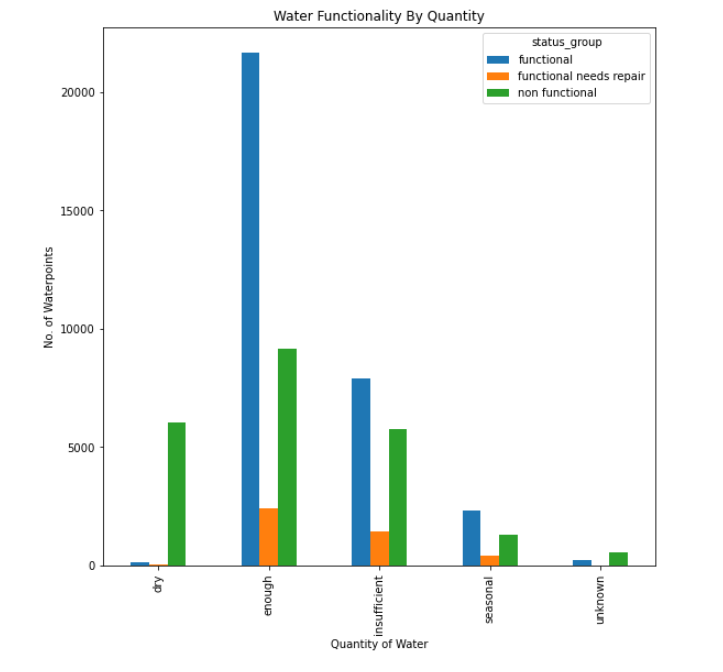 Water Functionality By Quantity
status_group
functional
functional needs repair
non functional
20000
15000
10000
5000
0
No. of Waterpoints
dry
enough
insufficient
seasonal
unknown
Quantity of Water